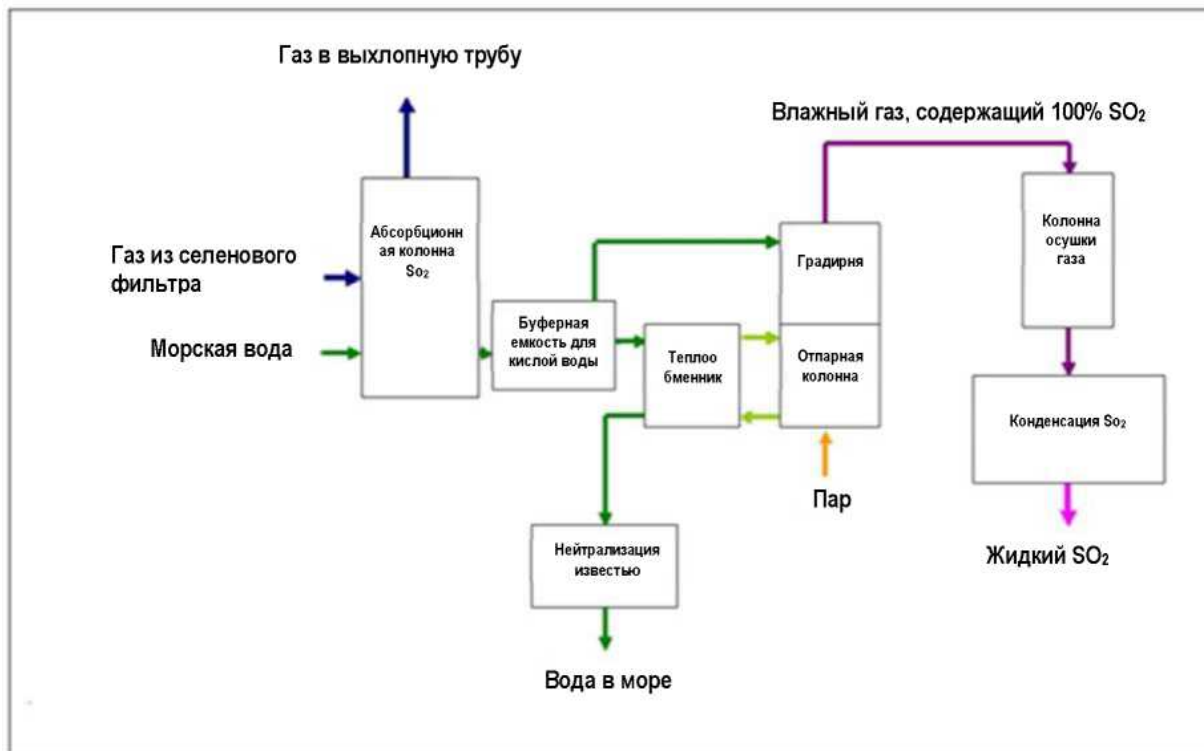 Газ в выхлопную трубу
Влажный газ, содержащий 100% SO₂
Абсорбционн
ая колонна
So₂
Газ из селенового
фильтра
Морская вода
Буферная
емкость для
кислой воды
Теплоо
бменник
Градирня
Отпарная
колонна
Пар
Колонна
осушки
газа
Конденсация So₂
Жидкий SO₂
Нейтрализация
известью
Вода в море